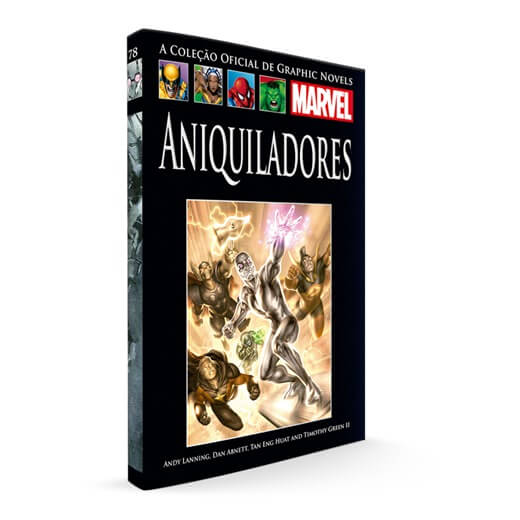 78
A COLEÇÃO OFICIAL DE GRAPHIC NOVELS
MARVEL
ANIQUILADORES
ANDY LANNING, DAN ABNETT, TAN ENG HUAT AND TIMOTHY GREEN II